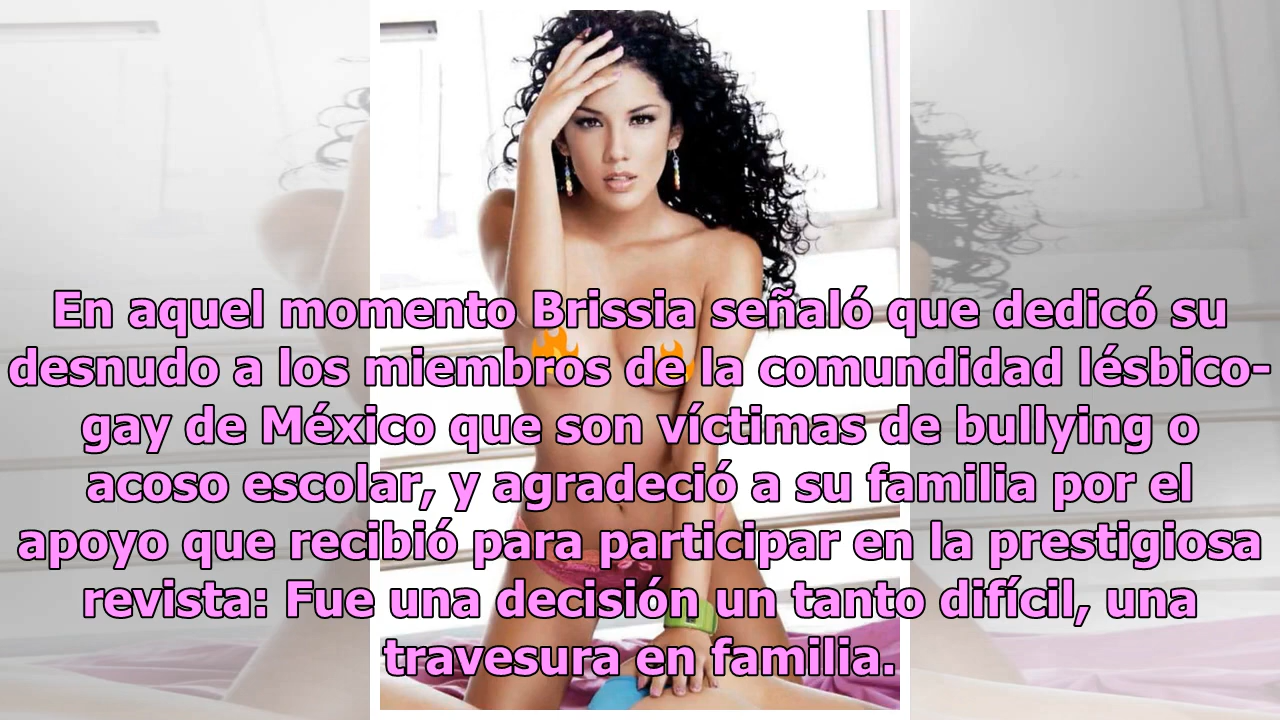 En aquel momento Brissia señaló que dedicó su
desnudo a los miembros de la comundidad lésbico-
gay de México que son víctimas de bullying o
acoso escolar, y agradeció a su familia por el
apoyo que recibió para participar en la prestigiosa
revista: Fue una decisión un tanto difícil, una
travesura en familia.